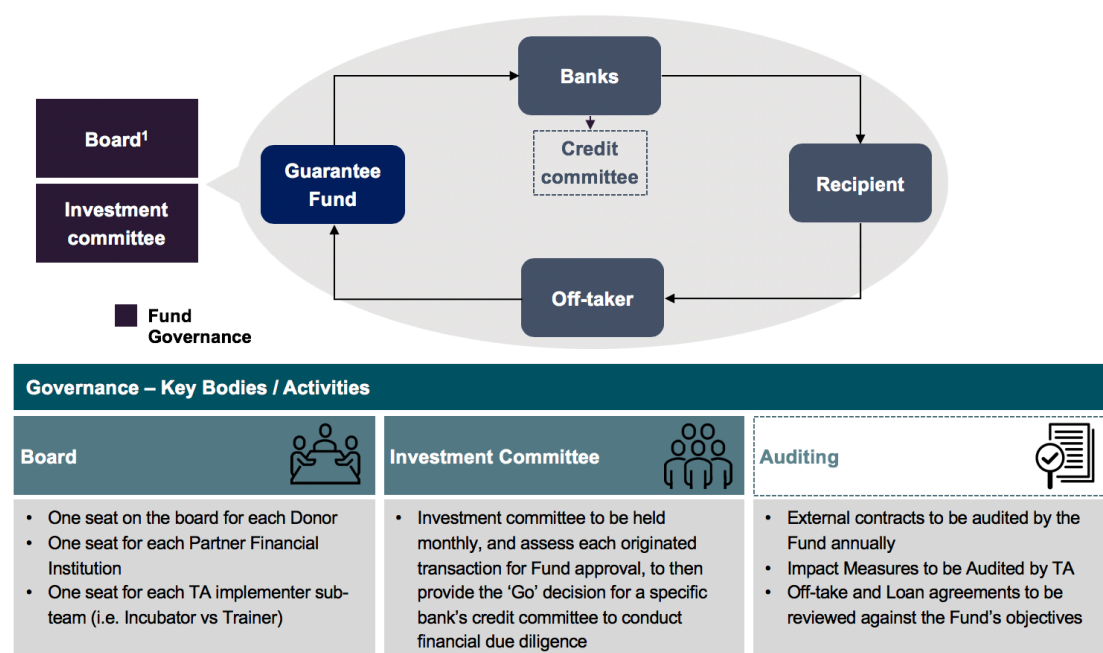 Banks
Board¹
Credit
committee
Guarantee
Fund
Recipient
Investment
committee
Off-taker
Fund
Governance
Governance – Key Bodies / Activities
Board
Investment Committee
Auditing
• One seat on the board for each Donor
• One seat for each Partner Financial
Institution
• One seat for each TA implementer sub-
team (i.e. Incubator vs Trainer)
• Investment committee to be held
monthly, and assess each originated
transaction for Fund approval, to then
provide the ‘Go’ decision for a specific
bank’s credit committee to conduct
financial due diligence
• External contracts to be audited by the
Fund annually
• Impact Measures to be Audited by TA
• Off-take and Loan agreements to be
reviewed against the Fund’s objectives